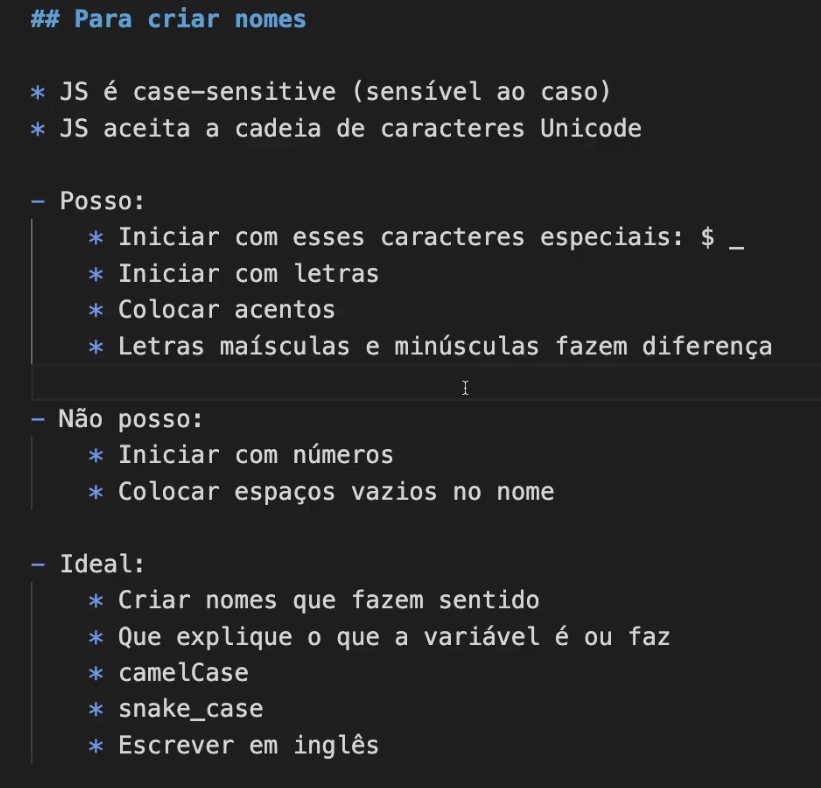 ## Para criar nomes
* JS é case-sensitive (sensível ao caso)
* JS aceita a cadeia de caracteres Unicode
- Posso:
* Iniciar com esses caracteres especiais: $ _
* Iniciar com letras
* Colocar acentos
* Letras maísculas e minúsculas fazem diferença
- Não posso:
* Iniciar com números
* Colocar espaços vazios no nome
- Ideal:
* Criar nomes que fazem sentido
* Que explique o que a variável é ou faz
* camelCase
* snake_case
* Escrever em inglês